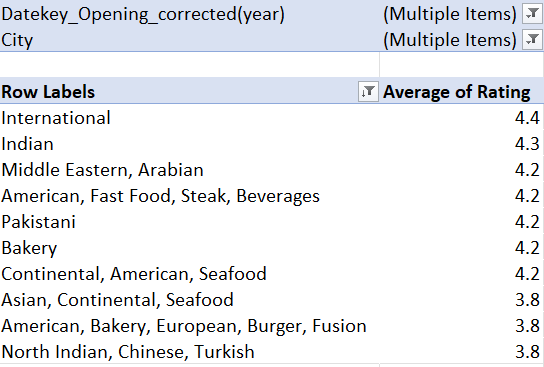 Datekey_Opening_corrected(year) (Multiple Items)
City (Multiple Items)
Row Labels Average of Rating
International 4.4
Indian 4.3
Middle Eastern, Arabian 4.2
American, Fast Food, Steak, Beverages 4.2
Pakistani 4.2
Bakery 4.2
Continental, American, Seafood 4.2
Asian, Continental, Seafood 3.8
American, Bakery, European, Burger, Fusion 3.8
North Indian, Chinese, Turkish 3.8